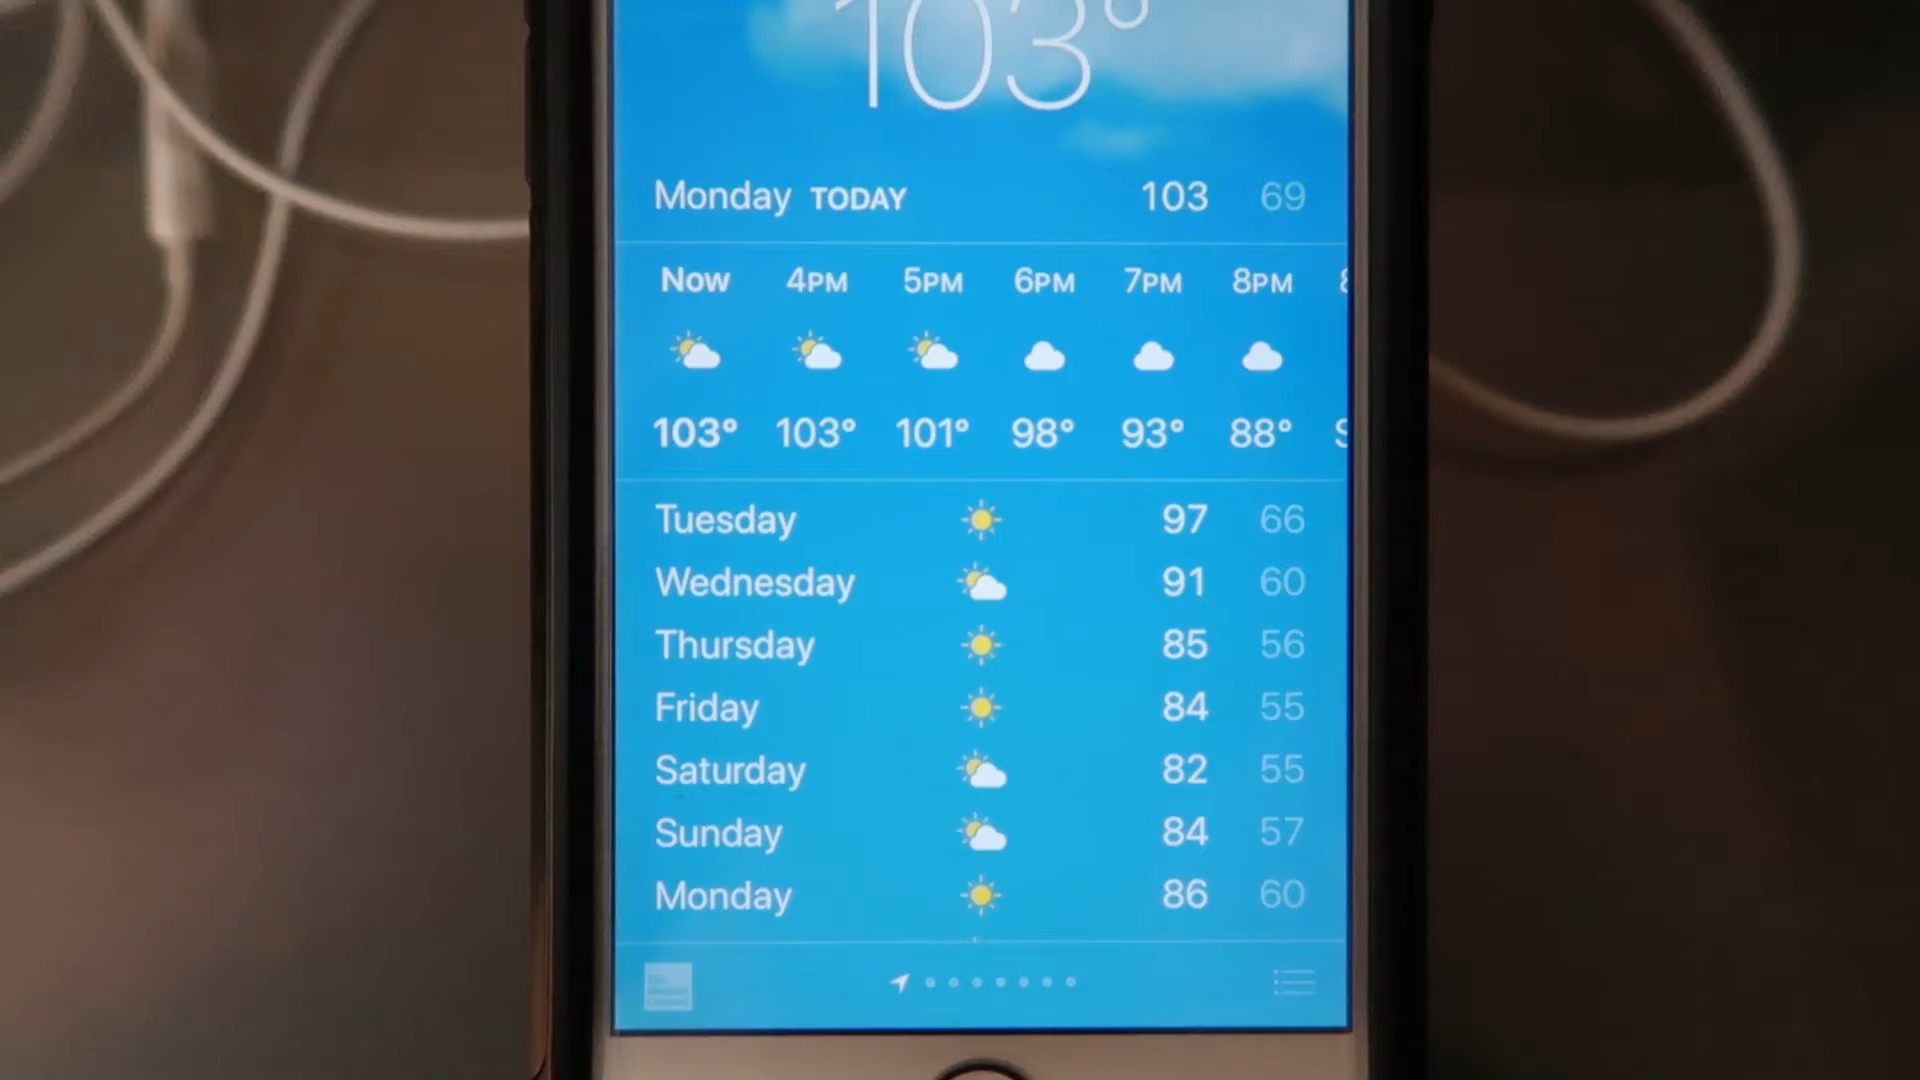 103°
Monday TODAY 103 69
Now 4PM 5PM 6PM 7PM 8PM
103° 103° 101° 98° 93° 88°
Tuesday 97 66
Wednesday 91 60
Thursday 85 56
Friday 84 55
Saturday 82 55
Sunday 84 57
Monday 86 60